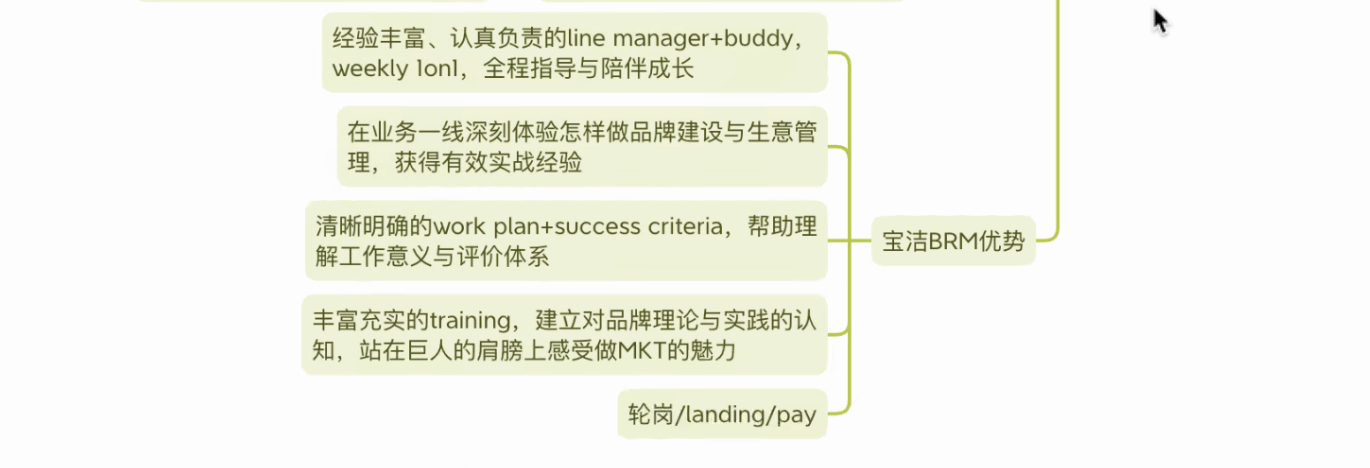 经验丰富、认真负责的line manager+buddy,
weekly 1on1，全程指导与陪伴成长
在业务一线深刻体验怎样做品牌建设与生意管
理，获得有效实战经验
清晰明确的work plan+success criteria，帮助理
解工作意义与评价体系
宝洁BRM优势
丰富充实的training，建立对品牌理论与实践的认
知，站在巨人的肩膀上感受做MKT的魅力
轮岗/landing/pay